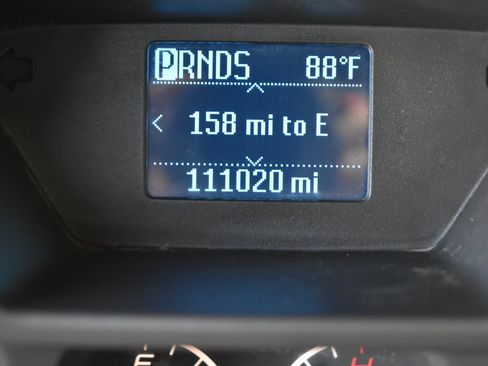 PRNDS 88°F
< 158 mi to E
111020 mi
E H